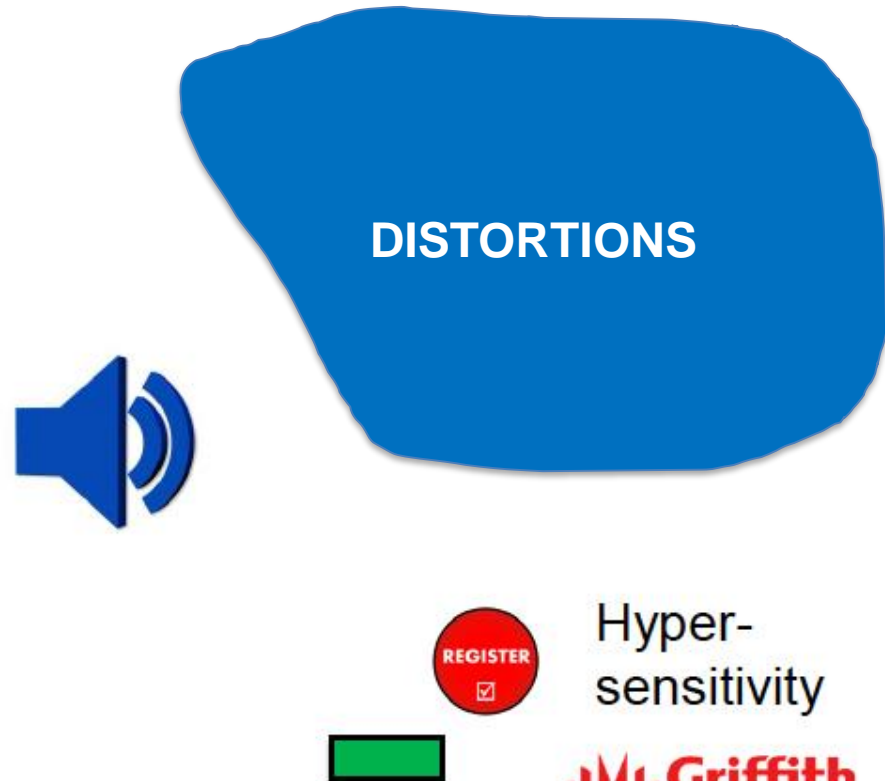 DISTORTIONS
REGISTER
Hyper-
sensitivity
Griffith